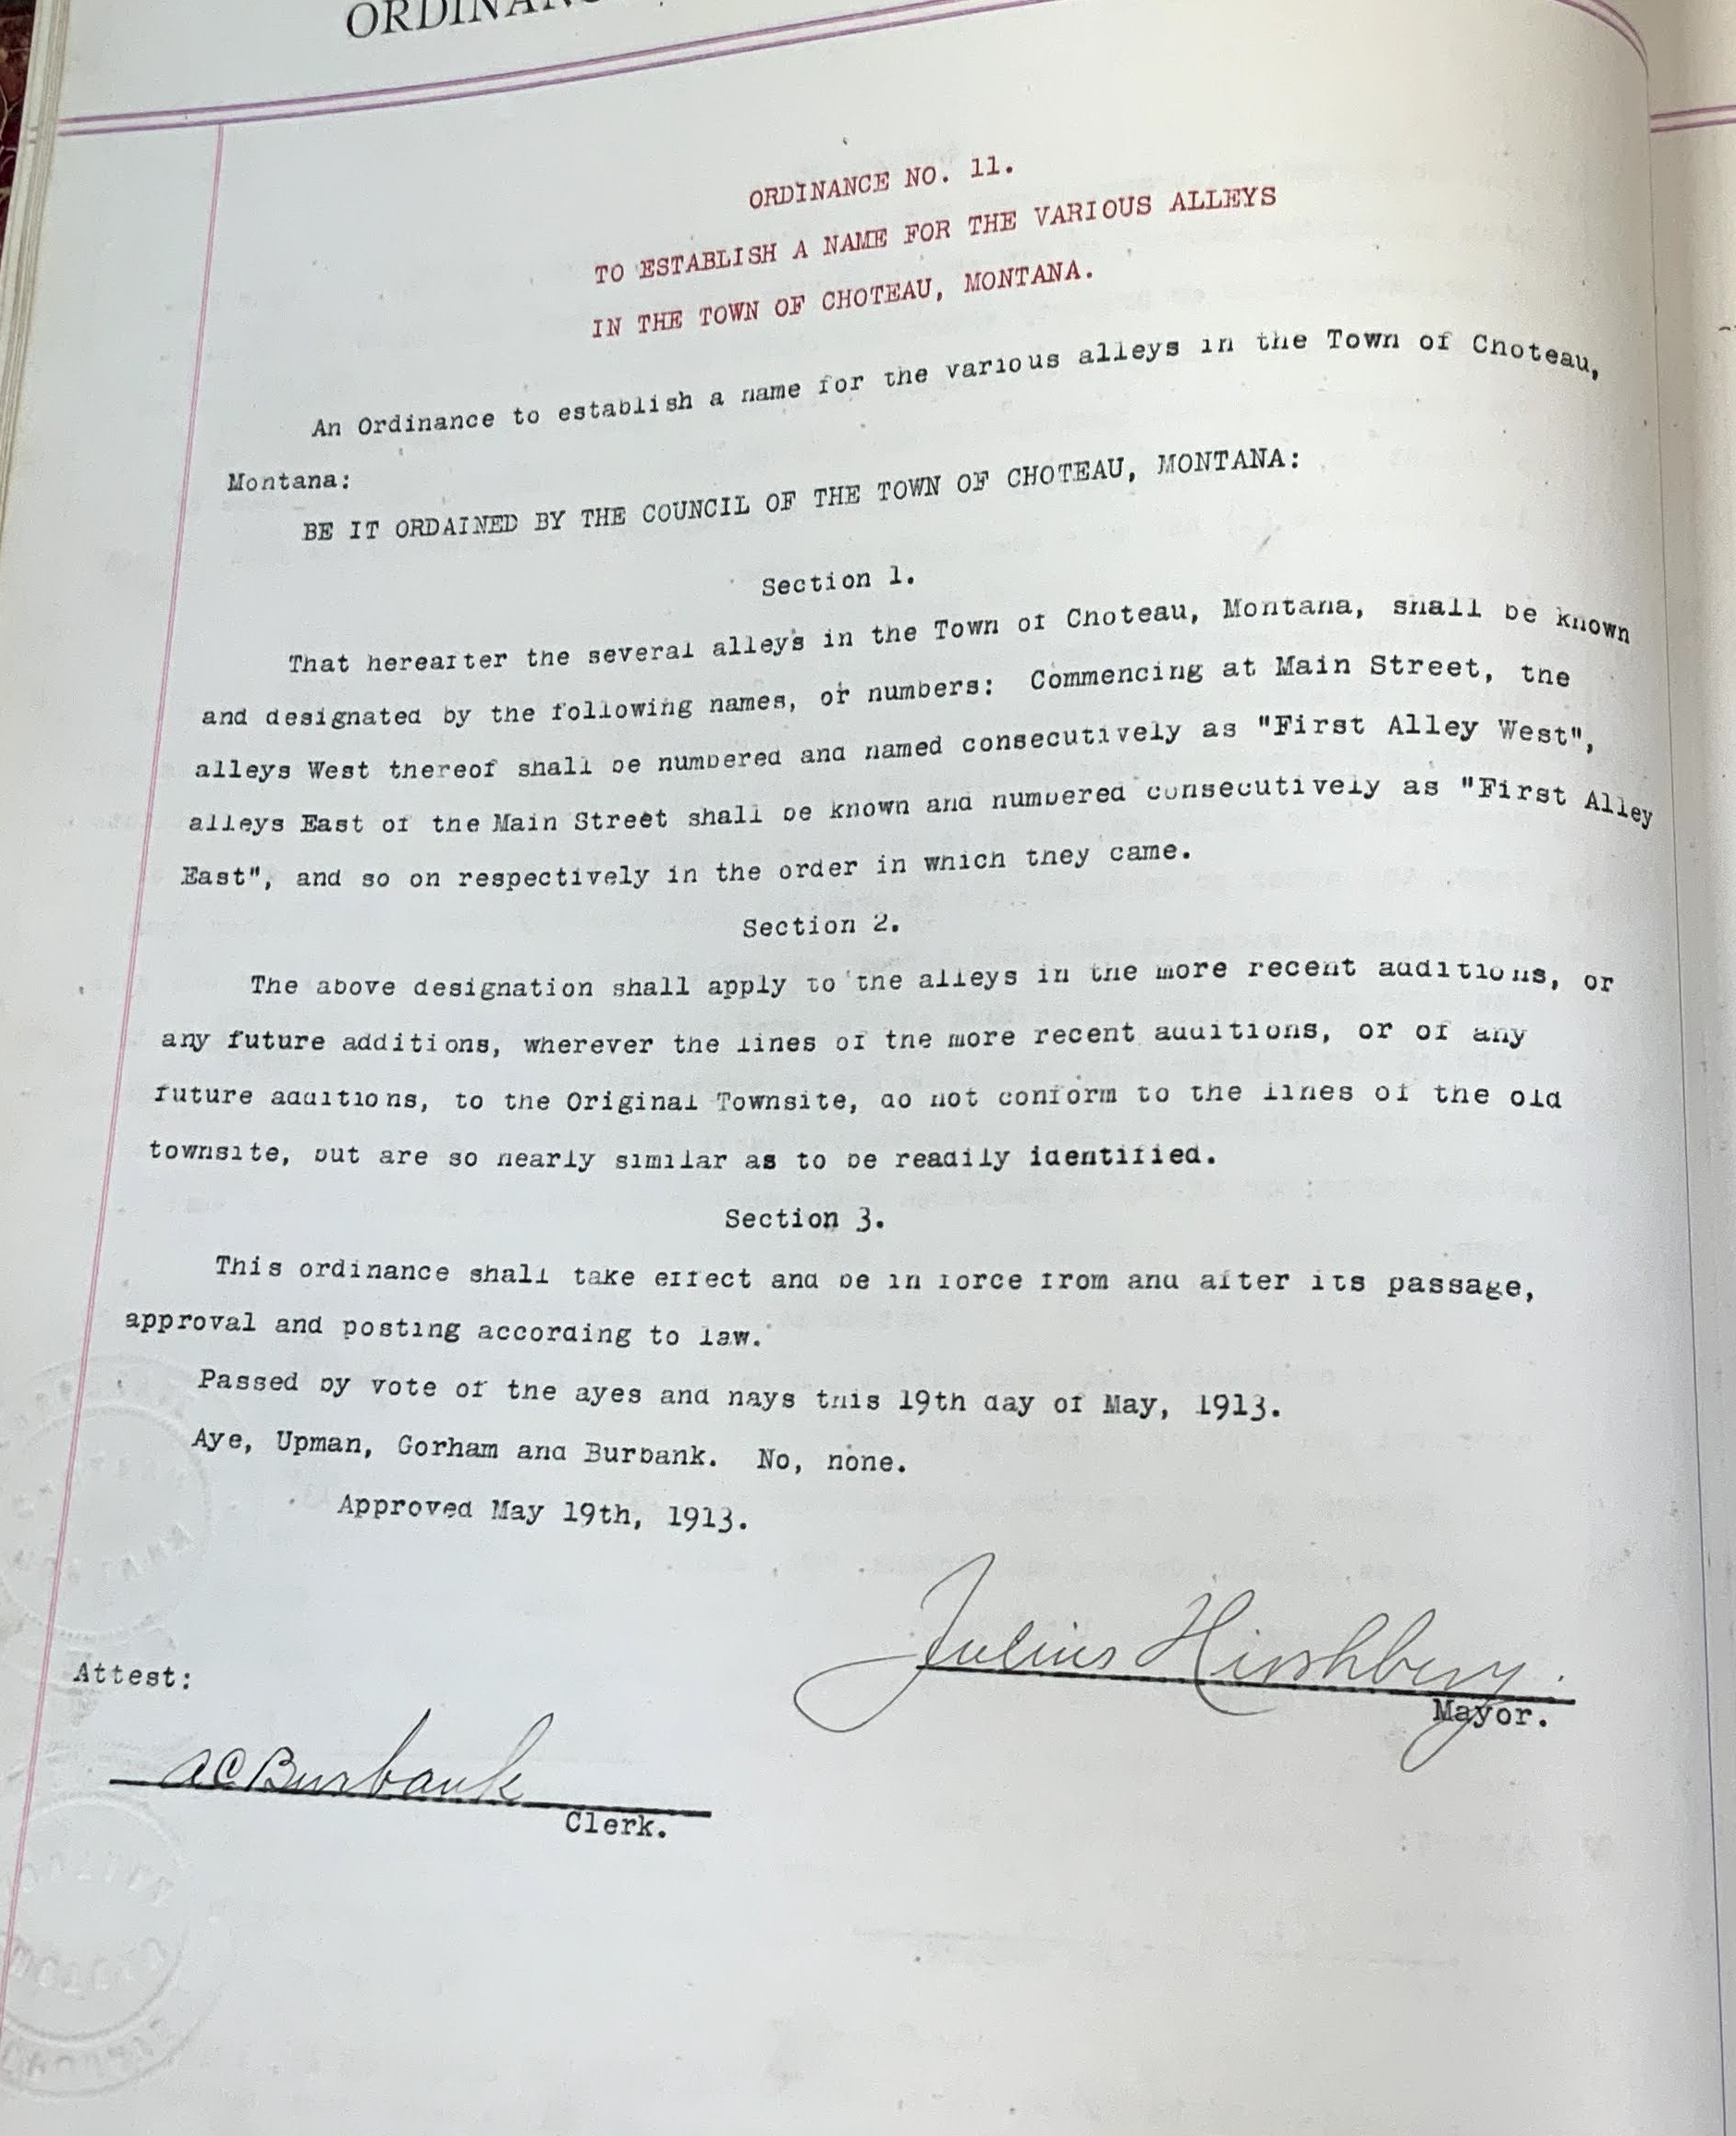 ORDINANC
ORDINANCE NO. 11.
TO ESTABLISH A NAME FOR THE VARIOUS ALLEYS
IN THE TOWN OF CHOTEAU, MONTANA.
An Ordinance to establish a name for the various alleys in the Town of Choteau,
Montana:
BE IT ORDAINED BY THE COUNCIL OF THE TOWN OF CHOTEAU, MONTANA:
Section 1.
That hereafter the several alleys in the Town of Choteau, Montana, shall be known
and designated by the following names, or numbers: Commencing at Main Street, the
alleys West thereof shall be numbered and named consecutively as "First Alley West",
alleys East of the Main Street shall be known and numbered consecutively as "First Alley
East", and so on respectively in the order in which they came.
Section 2.
The above designation shall apply to the alleys in the more recent additions, or
any future additions, wherever the lines of the more recent additions, or of any
future additions, to the Original Townsite, do not conform to the lines of the old
townsite, but are so nearly similar as to be readily identified.
Section 3.
This ordinance shall take effect and be in force from and after its passage,
approval and posting according to law.
Passed by vote of the ayes and nays this 19th day of May, 1913.
Aye, Upman, Gorham and Burbank. No, none.
Approved May 19th, 1913.
Julius Hirshberg.
Mayor.
Attest:
A C Burbank
Clerk.